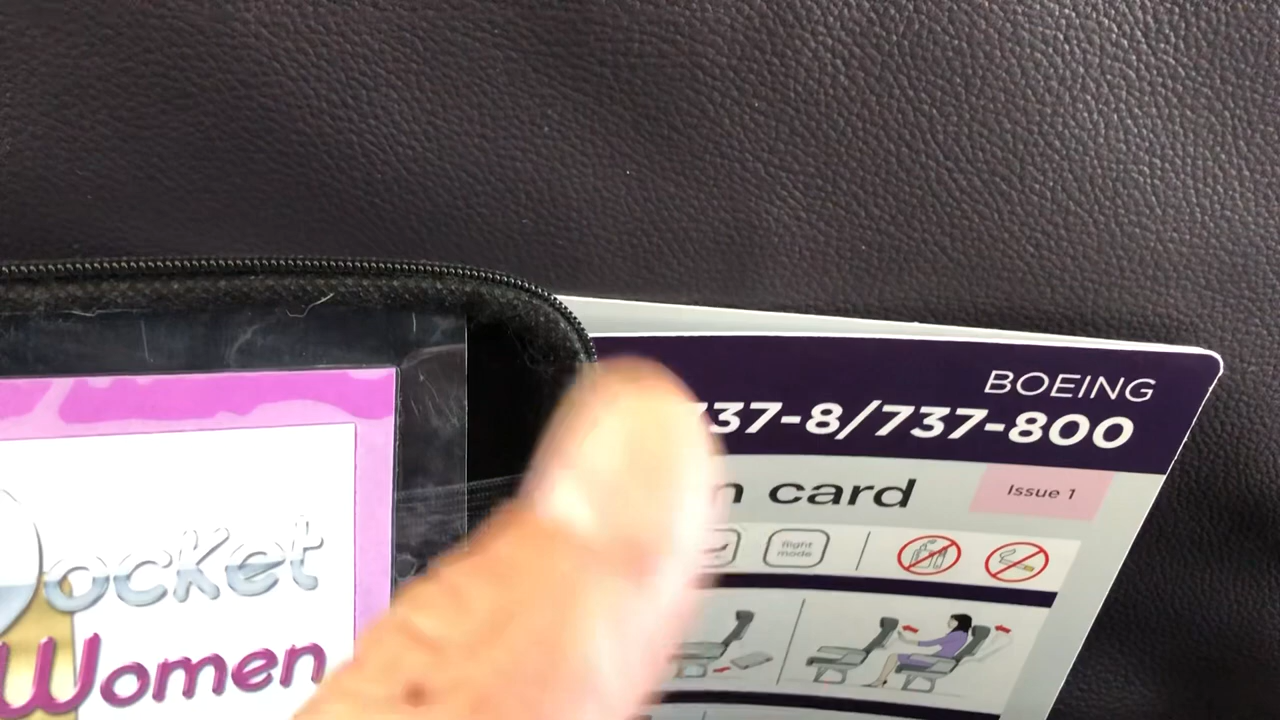 BOEING
737-8/737-800
card
Issue 1
flight
mode
ocket
Women